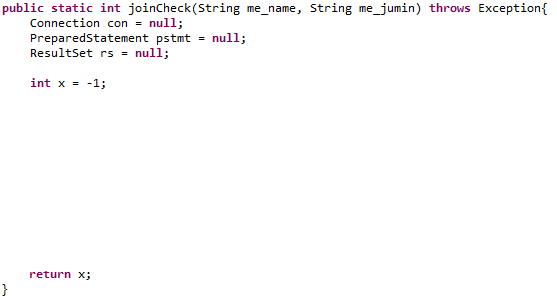 public static int joinCheck(String me_name, String me_jumin) throws Exception{
Connection con = null;
PreparedStatement pstmt = null;
ResultSet rs = null;
int x = -1;
return x;
}